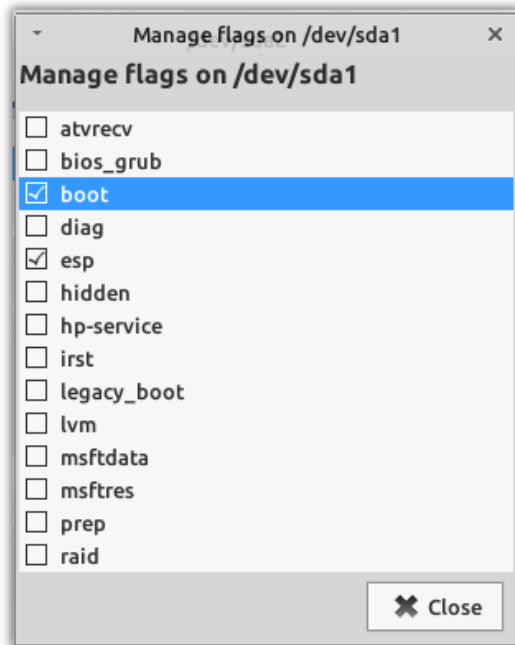 Manage flags on /dev/sda1
Manage flags on /dev/sda1
atvrecv
bios_grub
boot
diag
esp
hidden
hp-service
irst
legacy_boot
lvm
msftdata
msftres
prep
raid
Close